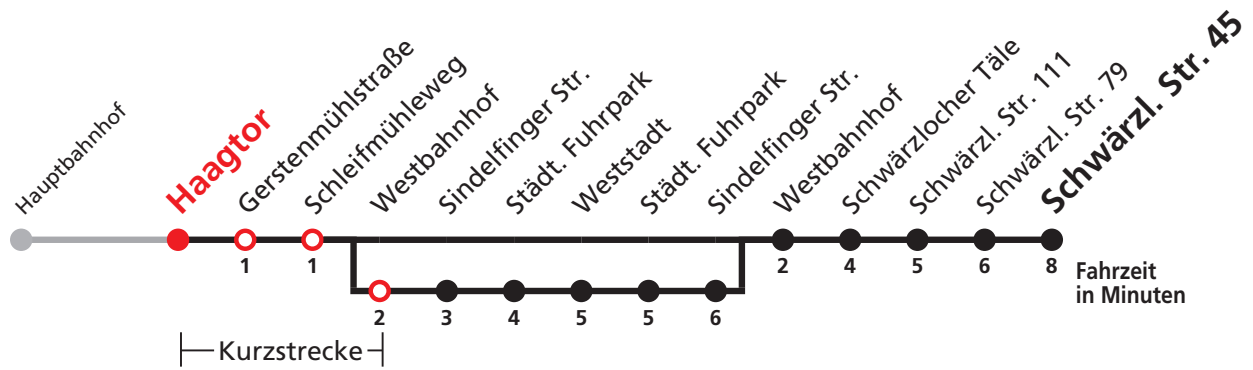 Hauptbahnhof
Haagtor
Gerstenmühlstraße
Schleifmühleweg
Westbahnhof
Sindelfinger Str.
Städt. Fuhrpark
Weststadt
Städt. Fuhrpark
Sindelfinger Str.
Westbahnhof
Schwärzlocher Täle
Schwärzl. Str. 111
Schwärzl. Str. 79
Schwärzl. Str. 45
1 1 2 4 5 6 8
Fahrzeit
in Minuten
2 3 4 5 5 6
Kurzstrecke